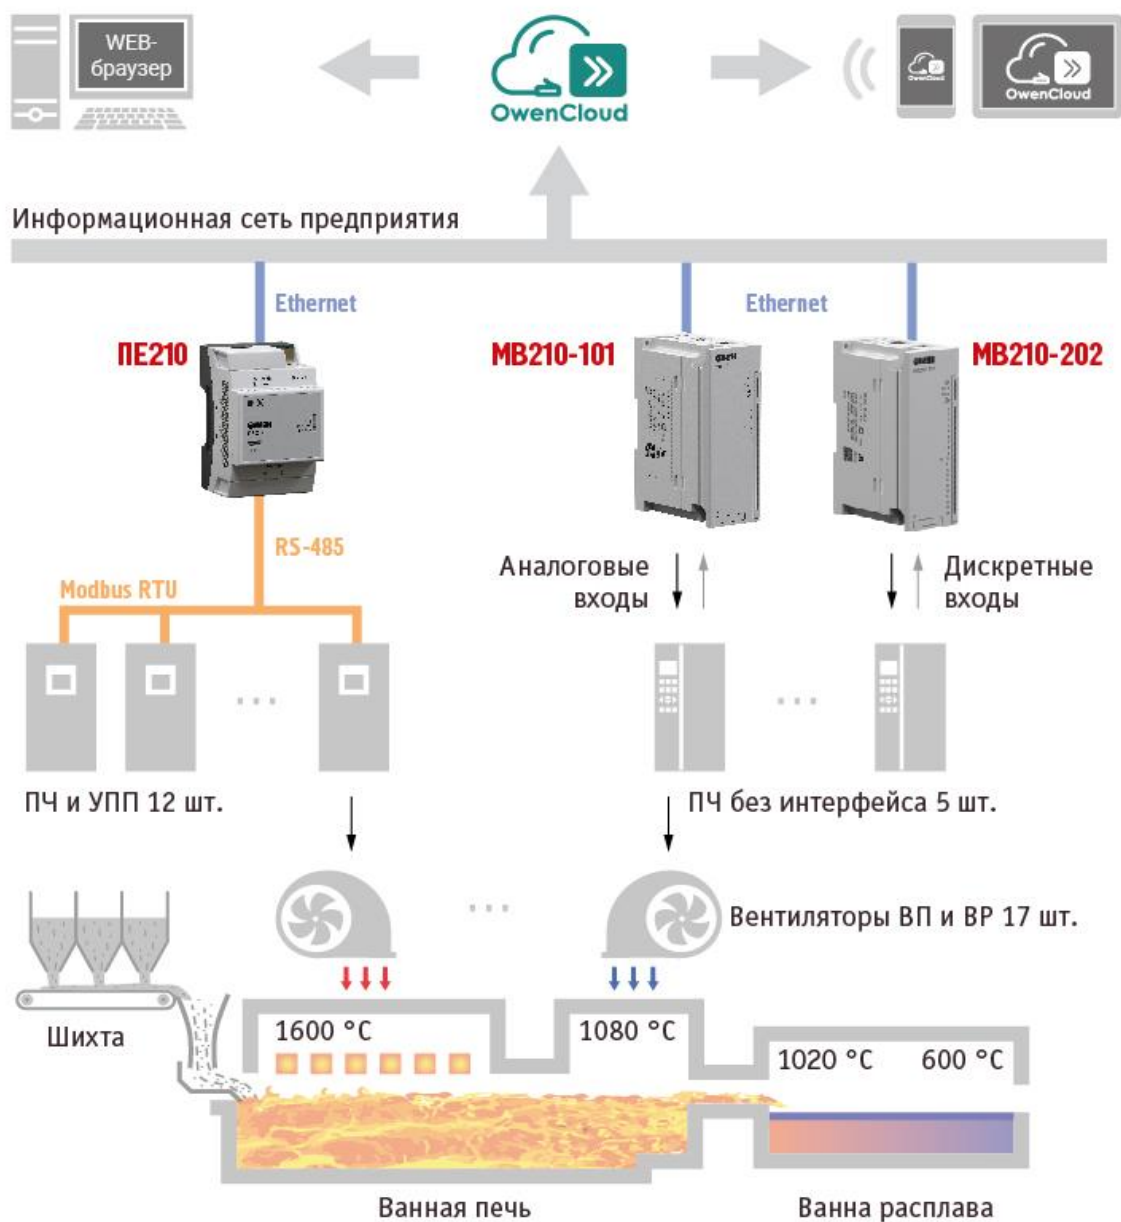 WEB-
браузер
OwenCloud
OwenCloud
OwenCloud
Информационная сеть предприятия
Ethernet
Ethernet
ПЕ210
МВ210-101
МВ210-202
RS-485
Modbus RTU
Аналоговые
входы
Дискретные
входы
ПЧ и УПП 12 шт.
ПЧ без интерфейса 5 шт.
Вентиляторы ВП и ВР 17 шт.
Шихта
1600 °C
1080 °C
1020 °C
600 °C
Ванная печь
Ванна расплава